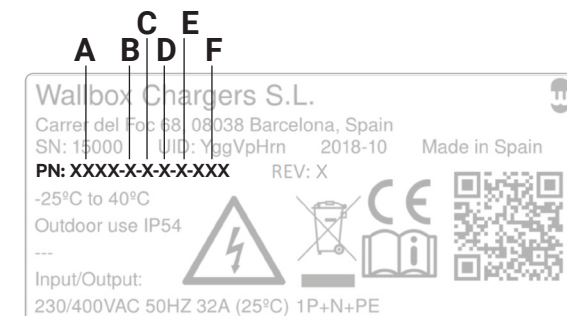 C E
A B D F
Wallbox Chargers S.L.
Carrer del Foc 68, 08038 Barcelona, Spain
SN: 15000 UID: YggVpHrn 2018-10 Made in Spain
PN: XXXX-X-X-X-X-XXX REV: X
-25ºC to 40ºC
Outdoor use IP54
---
Input/Output:
230/400VAC 50HZ 32A (25ºC) 1P+N+PE